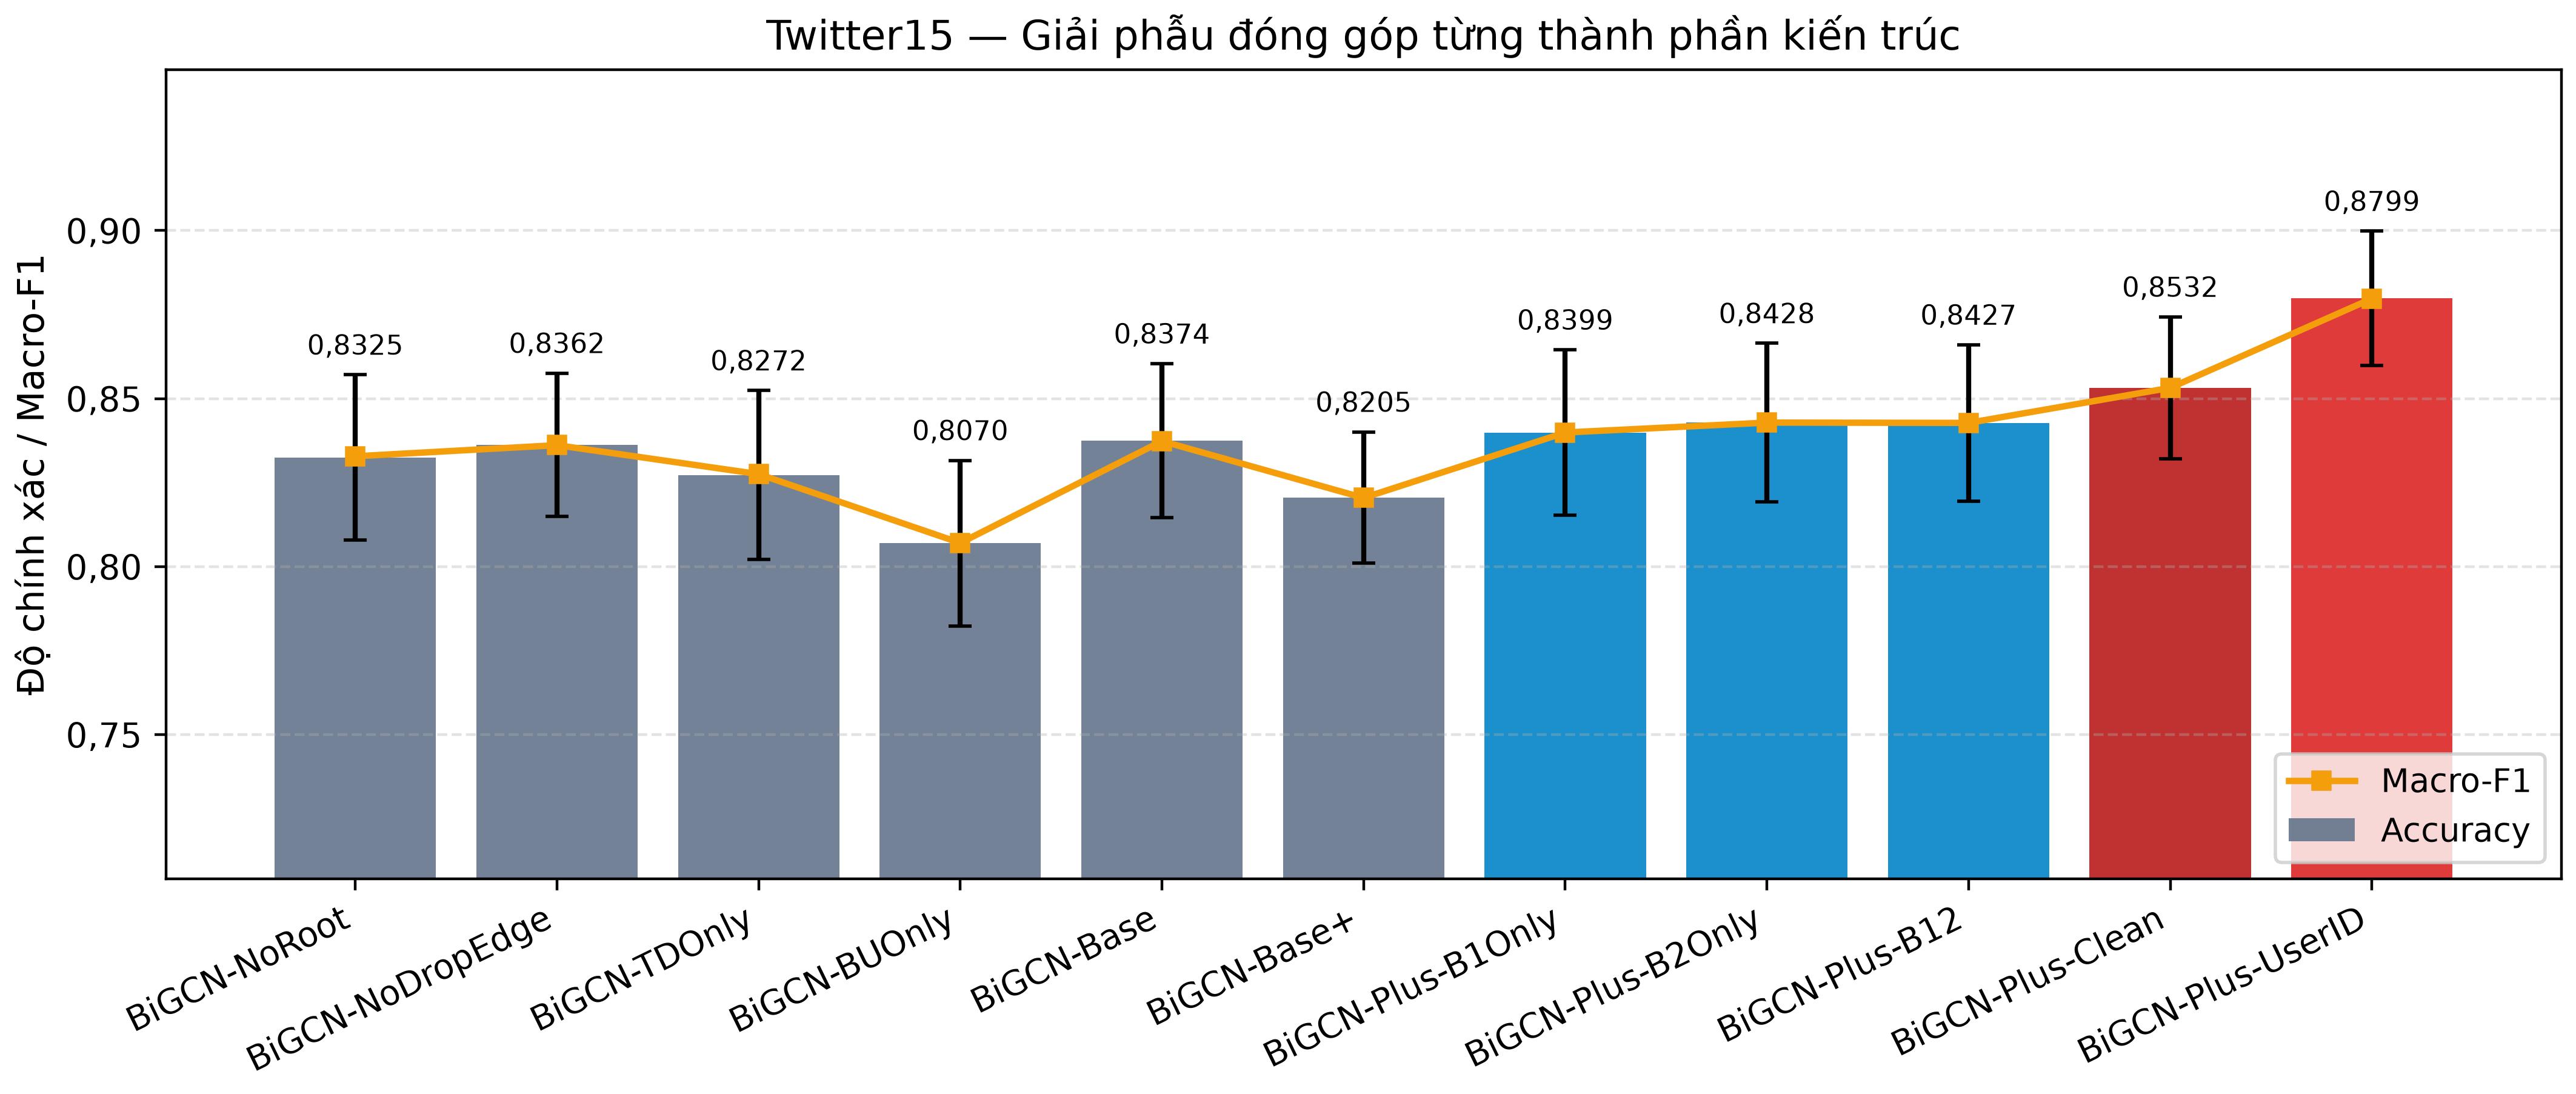 Twitter15 — Giải phẫu đóng góp từng thành phần kiến trúc
Độ chính xác / Macro-F1
0,90
0,85
0,80
0,75
0,8325
0,8362
0,8272
0,8070
0,8374
0,8205
0,8399
0,8428
0,8427
0,8532
0,8799
Macro-F1
Accuracy
BiGCN-NoRoot
BiGCN-NoDropEdge
BiGCN-TDOnly
BiGCN-BUOnly
BiGCN-Base
BiGCN-Base+
BiGCN-Plus-B1Only
BiGCN-Plus-B2Only
BiGCN-Plus-B12
BiGCN-Plus-Clean
BiGCN-Plus-UserID